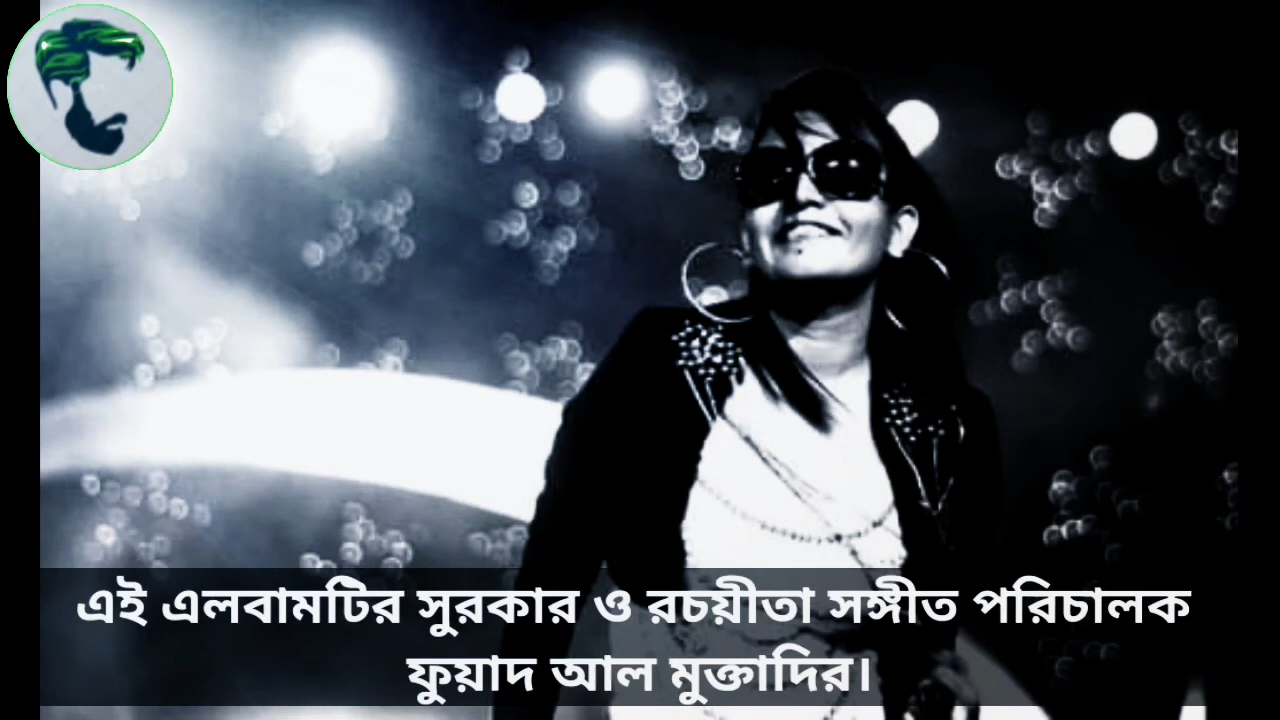 এই এলবামটির সুরকার ও রচয়ীতা সঙ্গীত পরিচালক
ফুয়াদ আল মুক্তাদির।